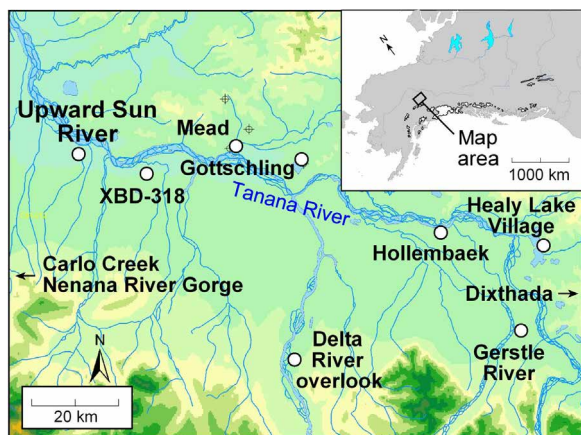 N
Map
area
1000 km
Upward Sun
River
Mead
Gottschling
XBD-318
Tanana River
Healy Lake
Village
Hollembaek
Carlo Creek
Nenana River Gorge
Dixthada
N
Delta
River
overlook
Gerstle
River
20 km